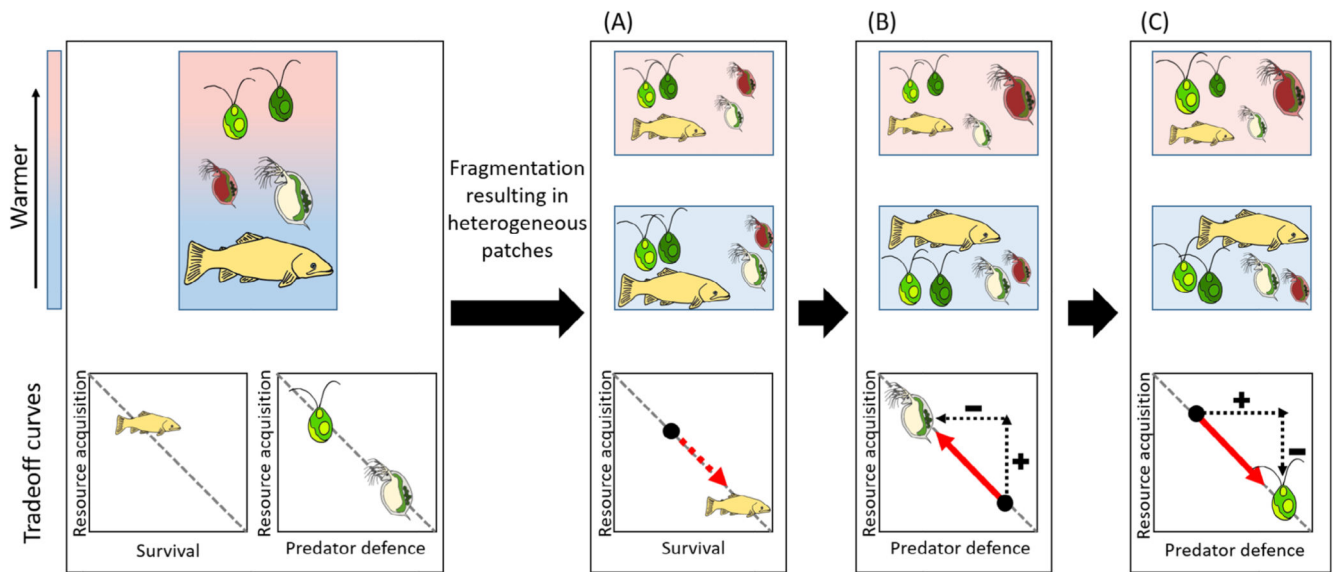 (A)
(B)
(C)
Warmer
Fragmentation
resulting in
heterogeneous
patches
Tradeoff curves
Resource acquisition
Survival
Resource acquisition
Predator defence
Resource acquisition
Survival
Resource acquisition
−
+
Predator defence
Resource acquisition
+
−
Predator defence